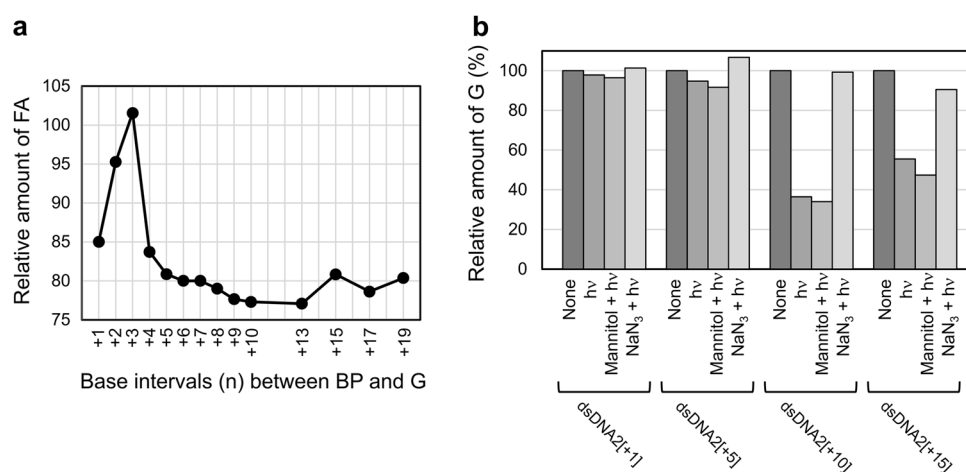 a
Relative amount of FA
105
100
95
90
85
80
75
+1
+2
+3
+4
+5
+6
+7
+8
+9
+10
+13
+15
+17
+19
Base intervals (n) between BP and G
b
Relative amount of G (%)
100
80
60
40
20
0
None
hν
Mannitol + hν
NaN₃ + hν
None
hν
Mannitol + hν
NaN₃ + hν
None
hν
Mannitol + hν
NaN₃ + hν
None
hν
Mannitol + hν
NaN₃ + hν
dsDNA2[+1]
dsDNA2[+5]
dsDNA2[+10]
dsDNA2[+15]